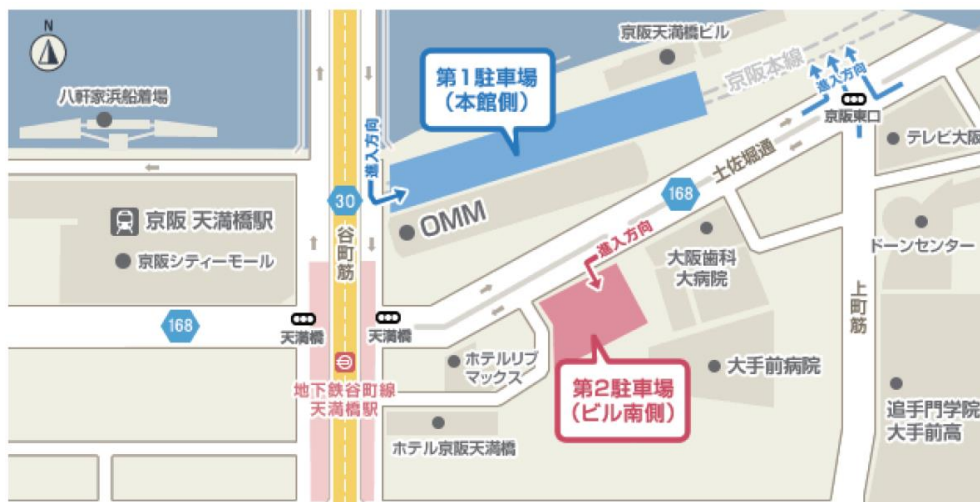 N
八軒家浜船着場
京阪天満橋ビル
京阪本線
第1駐車場
(本館側)
進入方向
進入方向
京阪東口
テレビ大阪
土佐堀通
168
30
谷町筋
OMM
京阪 天満橋駅
京阪シティーモール
進入方向
大阪歯科
大病院
ドーンセンター
上町筋
168
天満橋
天満橋
地下鉄谷町線
天満橋駅
ホテルリブ
マックス
第2駐車場
(ビル南側)
大手前病院
追手門学院
大手前高
ホテル京阪天満橋